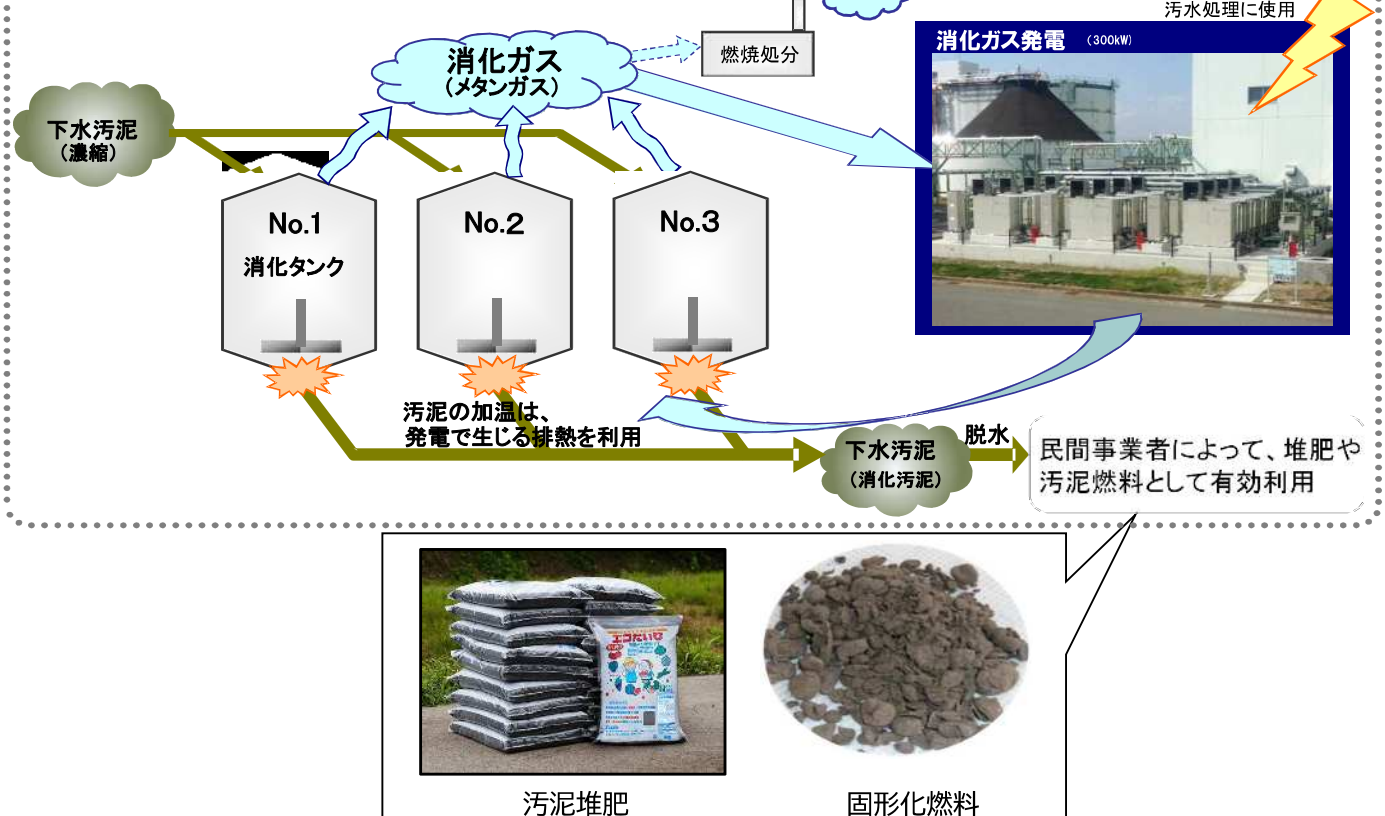 汚水処理に使用
消化ガス発電 （300kW）
消化ガス
（メタンガス）
燃焼処分
下水汚泥
（濃縮）
No.1
消化タンク
No.2
No.3
汚泥の加温は、
発電で生じる排熱を利用
下水汚泥
（消化汚泥）
脱水
民間事業者によって、堆肥や
汚泥燃料として有効利用
エコたいひ
汚泥堆肥
固形化燃料